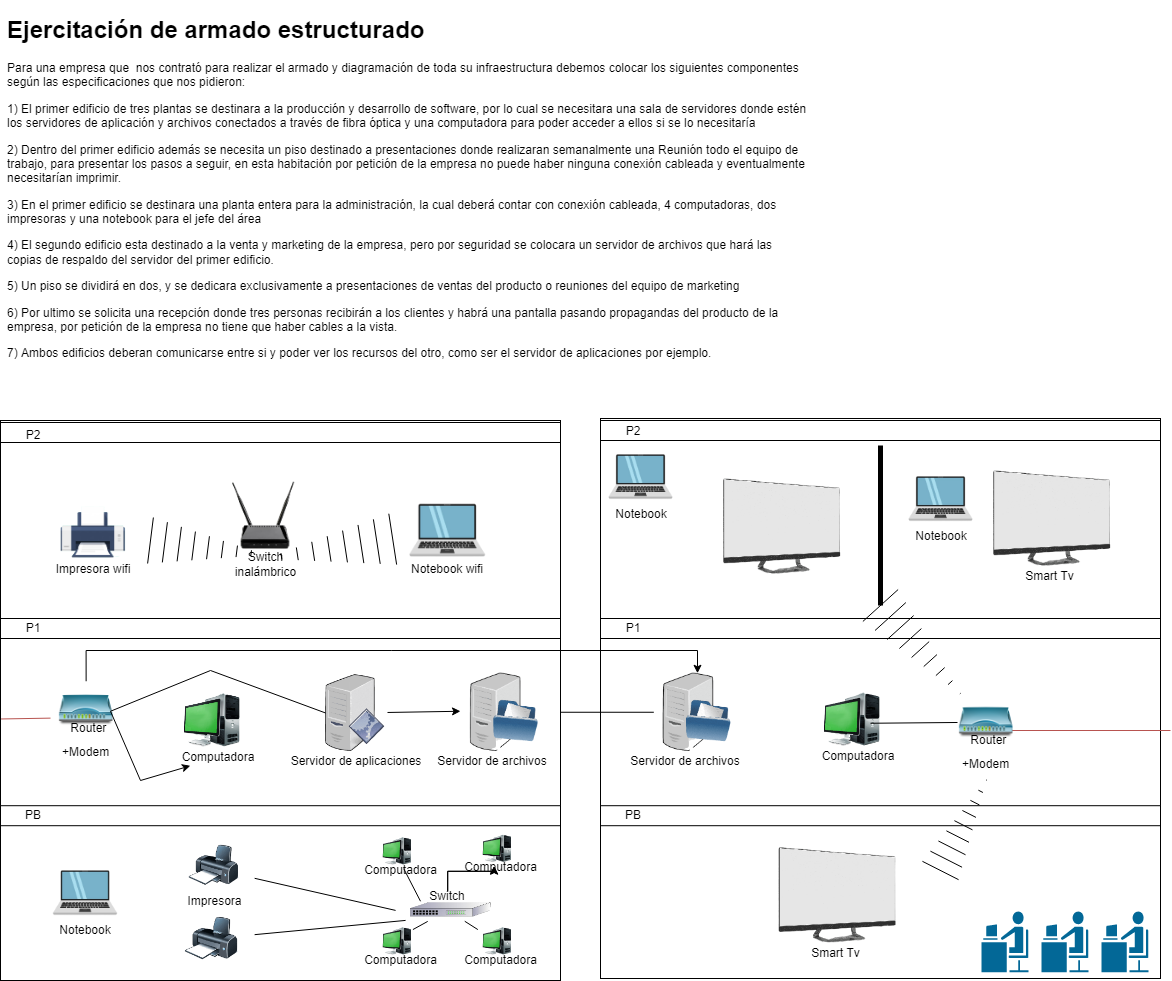 Ejercitación de armado estructurado
Para una empresa que  nos contrató para realizar el armado y diagramación de toda su infraestructura debemos colocar los siguientes componentes
según las especificaciones que nos pidieron:
1) El primer edificio de tres plantas se destinara a la producción y desarrollo de software, por lo cual se necesitara una sala de servidores donde estén
los servidores de aplicación y archivos conectados a través de fibra óptica y una computadora para poder acceder a ellos si se lo necesitaría
2) Dentro del primer edificio además se necesita un piso destinado a presentaciones donde realizaran semanalmente una Reunión todo el equipo de
trabajo, para presentar los pasos a seguir, en esta habitación por petición de la empresa no puede haber ninguna conexión cableada y eventualmente
necesitarían imprimir.
3) En el primer edificio se destinara una planta entera para la administración, la cual deberá contar con conexión cableada, 4 computadoras, dos
impresoras y una notebook para el jefe del área
4) El segundo edificio esta destinado a la venta y marketing de la empresa, pero por seguridad se colocara un servidor de archivos que hará las
copias de respaldo del servidor del primer edificio.
5) Un piso se dividirá en dos, y se dedicara exclusivamente a presentaciones de ventas del producto o reuniones del equipo de marketing
6) Por ultimo se solicita una recepción donde tres personas recibirán a los clientes y habrá una pantalla pasando propagandas del producto de la
empresa, por petición de la empresa no tiene que haber cables a la vista.
7) Ambos edificios deberan comunicarse entre si y poder ver los recursos del otro, como ser el servidor de aplicaciones por ejemplo.
P2
Impresora wifi
Switch
inalámbrico
Notebook wifi
P1
Router
+Modem
Computadora
Servidor de aplicaciones
Servidor de archivos
PB
Notebook
Impresora
Computadora
Computadora
Switch
Computadora
Computadora
P2
Notebook
Notebook
Smart Tv
P1
Servidor de archivos
Computadora
Router
+Modem
PB
Smart Tv